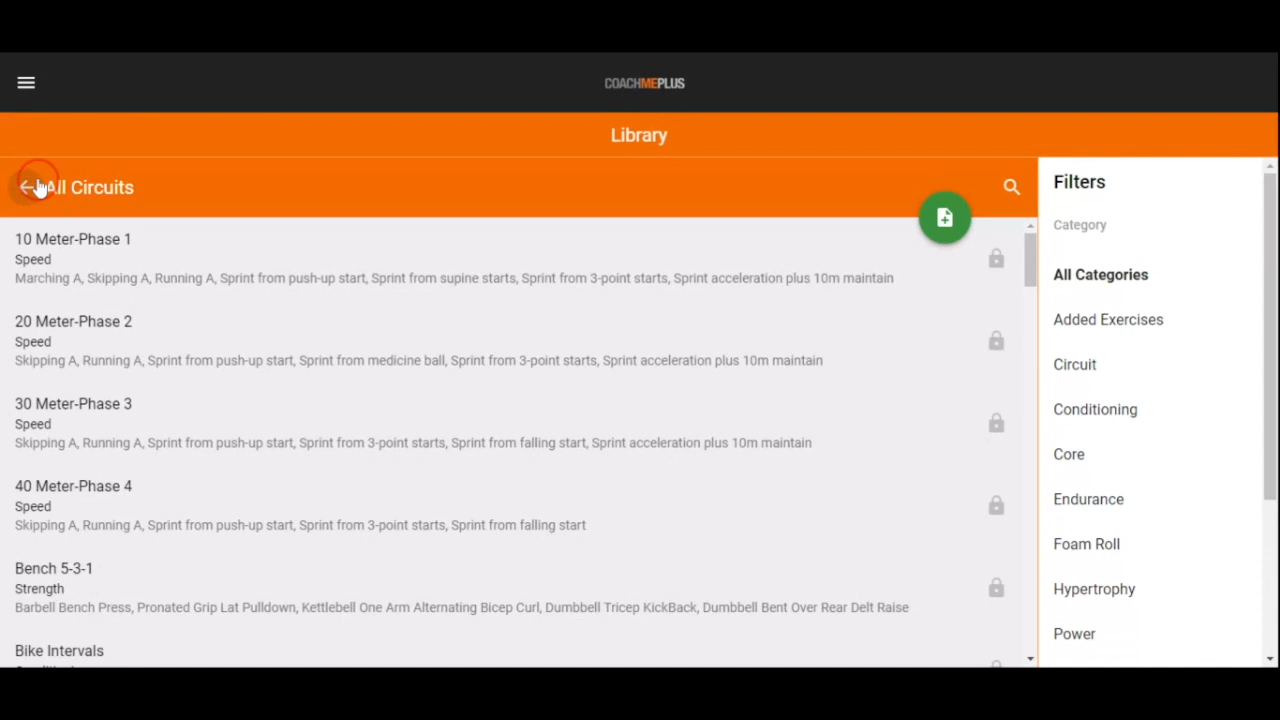 COACHMEPLUS
Library
All Circuits
10 Meter-Phase 1
Speed
Marching A, Skipping A, Running A, Sprint from push-up start, Sprint from supine starts, Sprint from 3-point starts, Sprint acceleration plus 10m maintain
20 Meter-Phase 2
Speed
Skipping A, Running A, Sprint from push-up start, Sprint from medicine ball, Sprint from 3-point starts, Sprint acceleration plus 10m maintain
30 Meter-Phase 3
Speed
Skipping A, Running A, Sprint from push-up start, Sprint from 3-point starts, Sprint from falling start, Sprint acceleration plus 10m maintain
40 Meter-Phase 4
Speed
Skipping A, Running A, Sprint from push-up start, Sprint from 3-point starts, Sprint from falling start
Bench 5-3-1
Strength
Barbell Bench Press, Pronated Grip Lat Pulldown, Kettlebell One Arm Alternating Bicep Curl, Dumbbell Tricep KickBack, Dumbbell Bent Over Rear Delt Raise
Bike Intervals
Filters
Category
All Categories
Added Exercises
Circuit
Conditioning
Core
Endurance
Foam Roll
Hypertrophy
Power